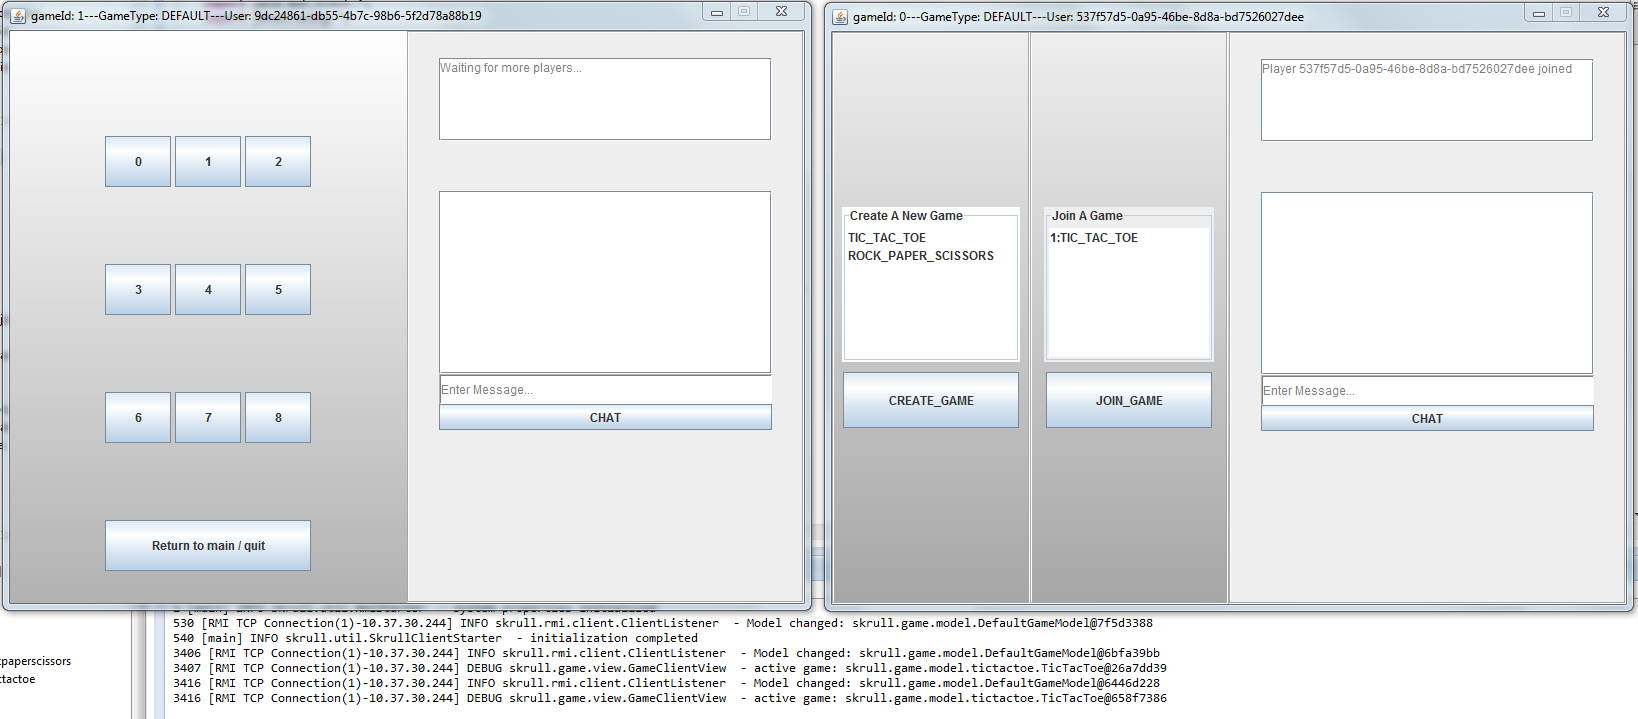 gameId: 1---GameType: DEFAULT---User: 9dc24861-db55-4b7c-98b6-5f2d78a88b19
Waiting for more players...
0 1 2
3 4 5
6 7 8
Return to main / quit
Enter Message...
CHAT
gameId: 0---GameType: DEFAULT---User: 537f57d5-0a95-46be-8d8a-bd7526027dee
Player 537f57d5-0a95-46be-8d8a-bd7526027dee joined
Create A New Game
TIC_TAC_TOE
ROCK_PAPER_SCISSORS
CREATE_GAME
Join A Game
1:TIC_TAC_TOE
JOIN_GAME
Enter Message...
CHAT
530 [RMI TCP Connection(1)-10.37.30.244] INFO skrull.rmi.client.ClientListener - Model changed: skrull.game.model.DefaultGameModel@7f5d3388
540 [main] INFO skrull.util.SkrullClientStarter - initialization completed
3406 [RMI TCP Connection(1)-10.37.30.244] INFO skrull.rmi.client.ClientListener - Model changed: skrull.game.model.DefaultGameModel@6bfa39bb
3407 [RMI TCP Connection(1)-10.37.30.244] DEBUG skrull.game.view.GameClientView - active game: skrull.game.model.tictactoe.TicTacToe@26a7dd39
3416 [RMI TCP Connection(1)-10.37.30.244] INFO skrull.rmi.client.ClientListener - Model changed: skrull.game.model.DefaultGameModel@6446d228
3416 [RMI TCP Connection(1)-10.37.30.244] DEBUG skrull.game.view.GameClientView - active game: skrull.game.model.tictactoe.TicTacToe@658f7386
paperscissors
tactoe